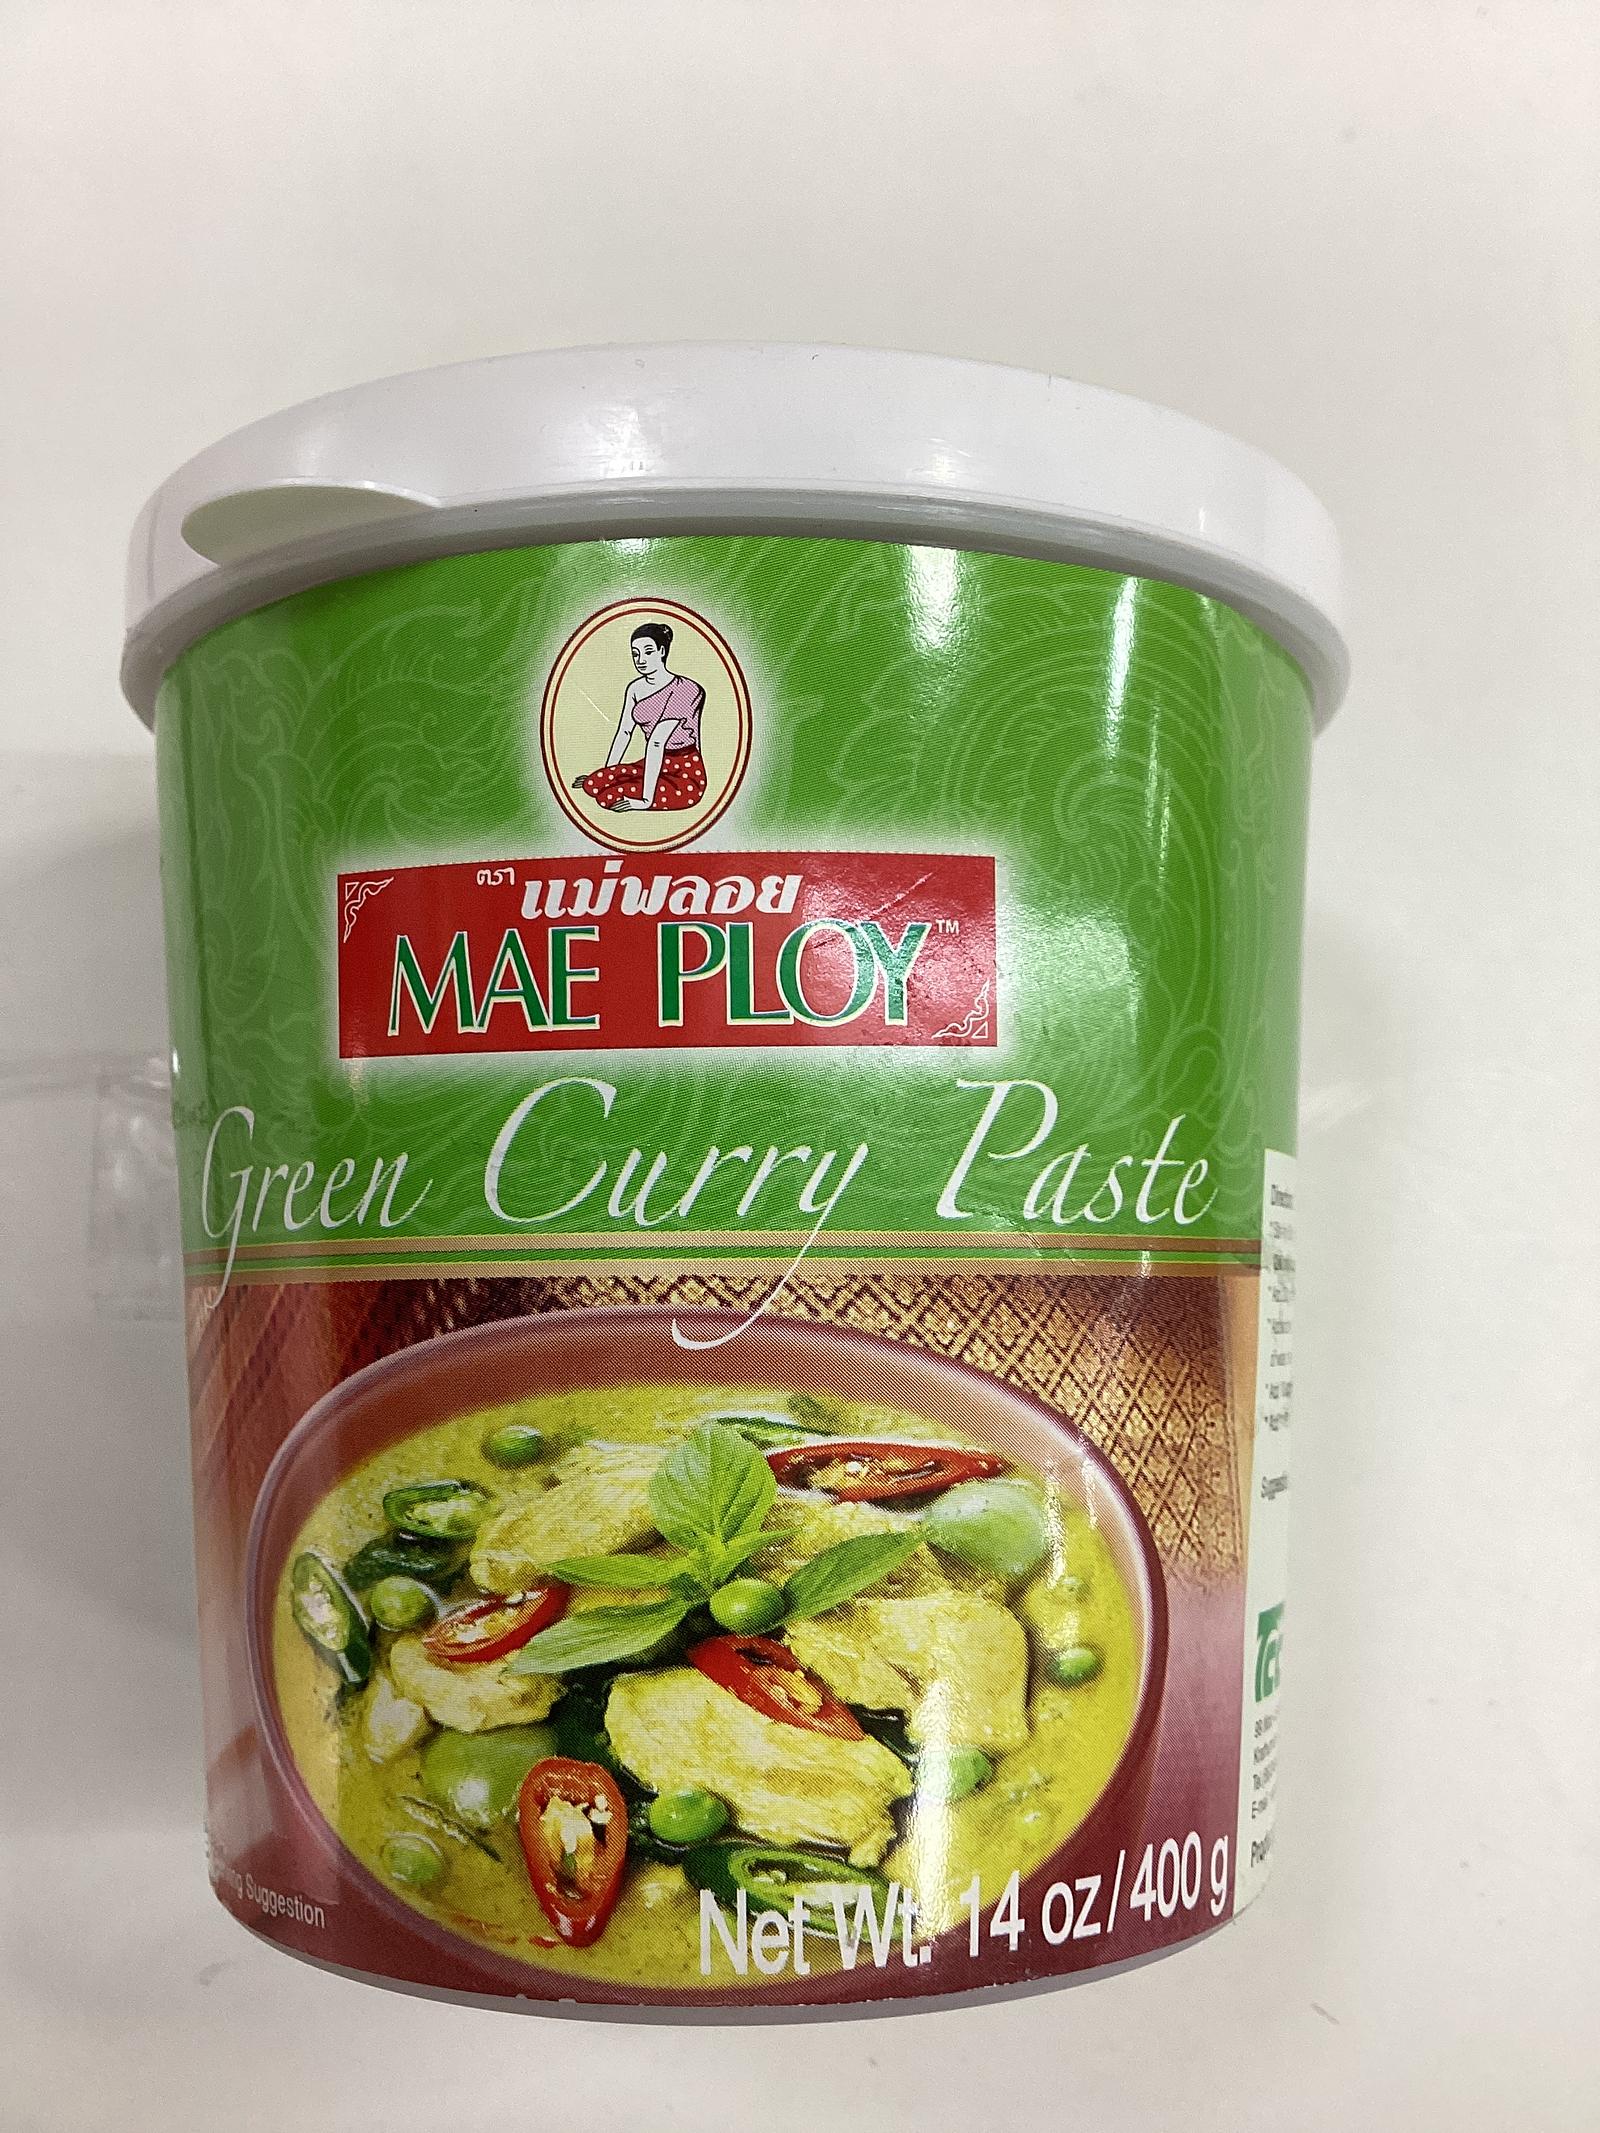 ตรา แม่พลอย
MAE PLOY™
Green Curry Paste
Suggestion
Net Wt. 14 oz/400 g